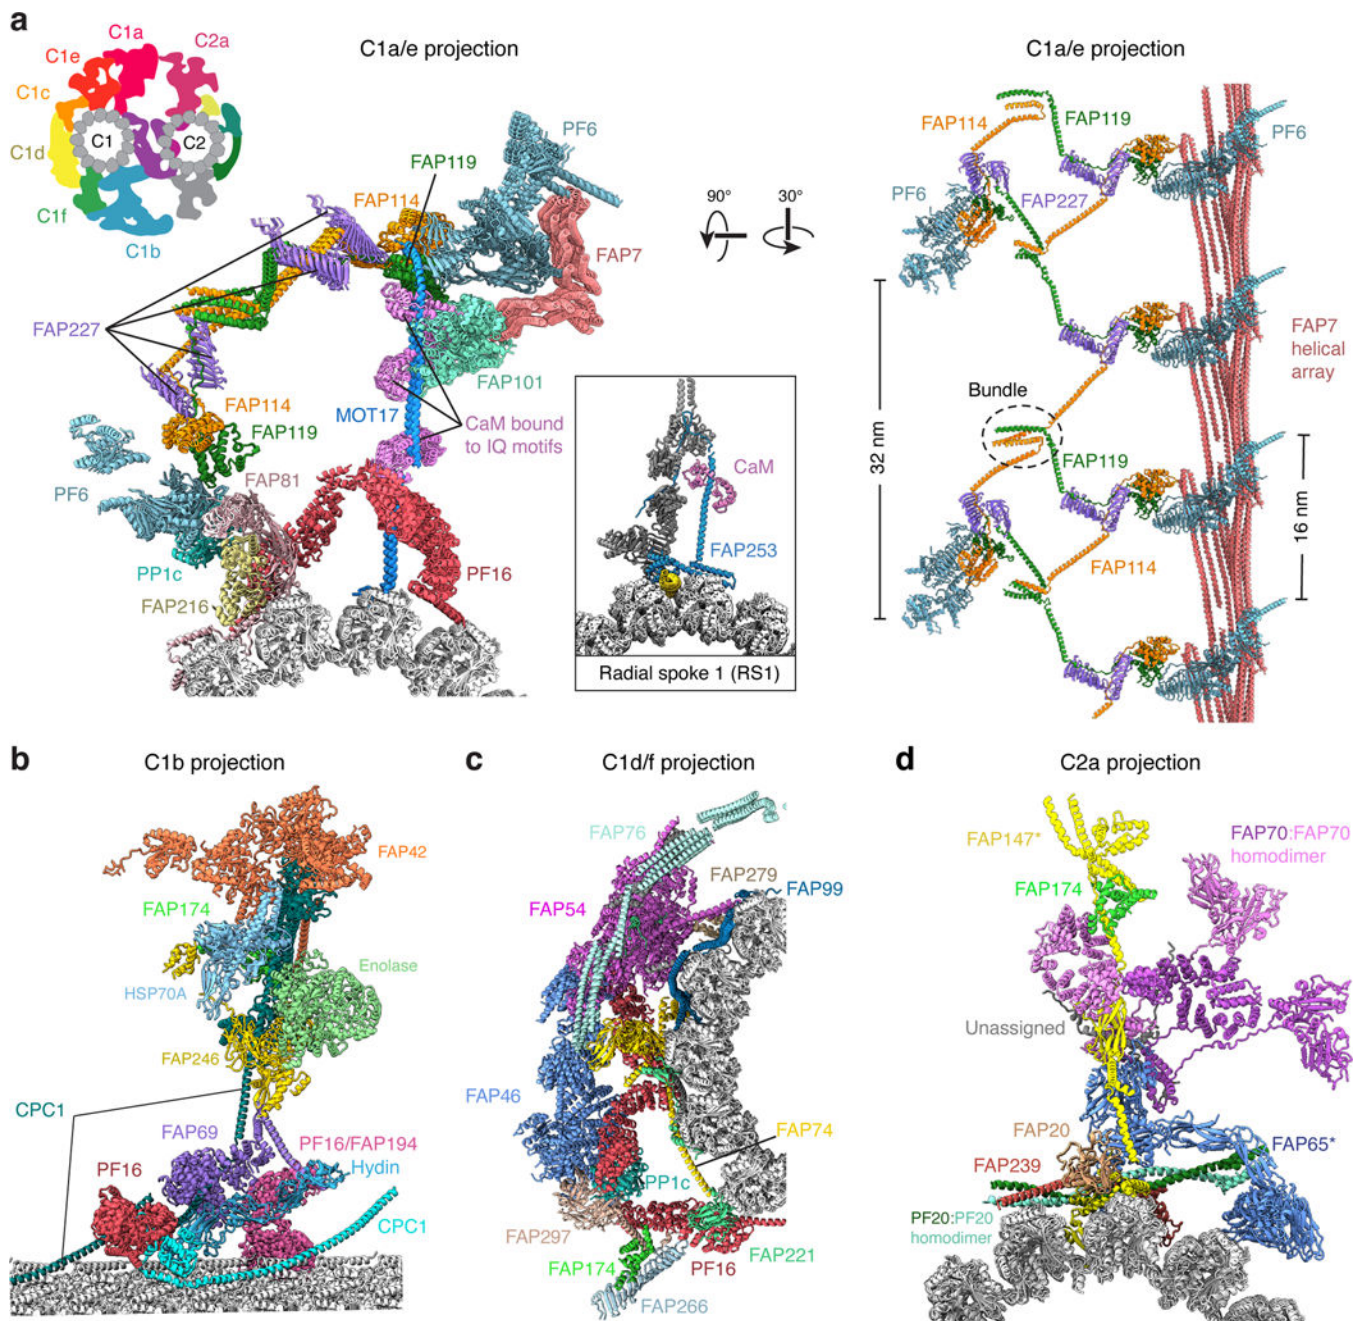 a
C1a
C2a
C1e
C1c
C1
C2
C1d
C1f
C1b
C1a/e projection
PF6
FAP119
FAP114
FAP7
FAP227
FAP101
MOT17
CaM bound
to IQ motifs
FAP114
FAP119
FAP81
PF6
PP1c
FAP216
PF16
90°
30°
CaM
FAP253
Radial spoke 1 (RS1)
C1a/e projection
FAP119
FAP114
PF6
PF6
FAP227
FAP7
helical
array
32 nm
Bundle
FAP119
16 nm
FAP114
b
C1b projection
FAP42
FAP174
Enolase
HSP70A
FAP246
CPC1
FAP69
PF16/FAP194
PF16
Hydin
CPC1
c
C1d/f projection
FAP76
FAP279
FAP99
FAP54
FAP46
FAP74
PP1c
FAP297
FAP221
FAP174
PF16
FAP266
d
C2a projection
FAP147*
FAP70:FAP70
homodimer
FAP174
Unassigned
FAP20
FAP65*
FAP239
PF20:PF20
homodimer